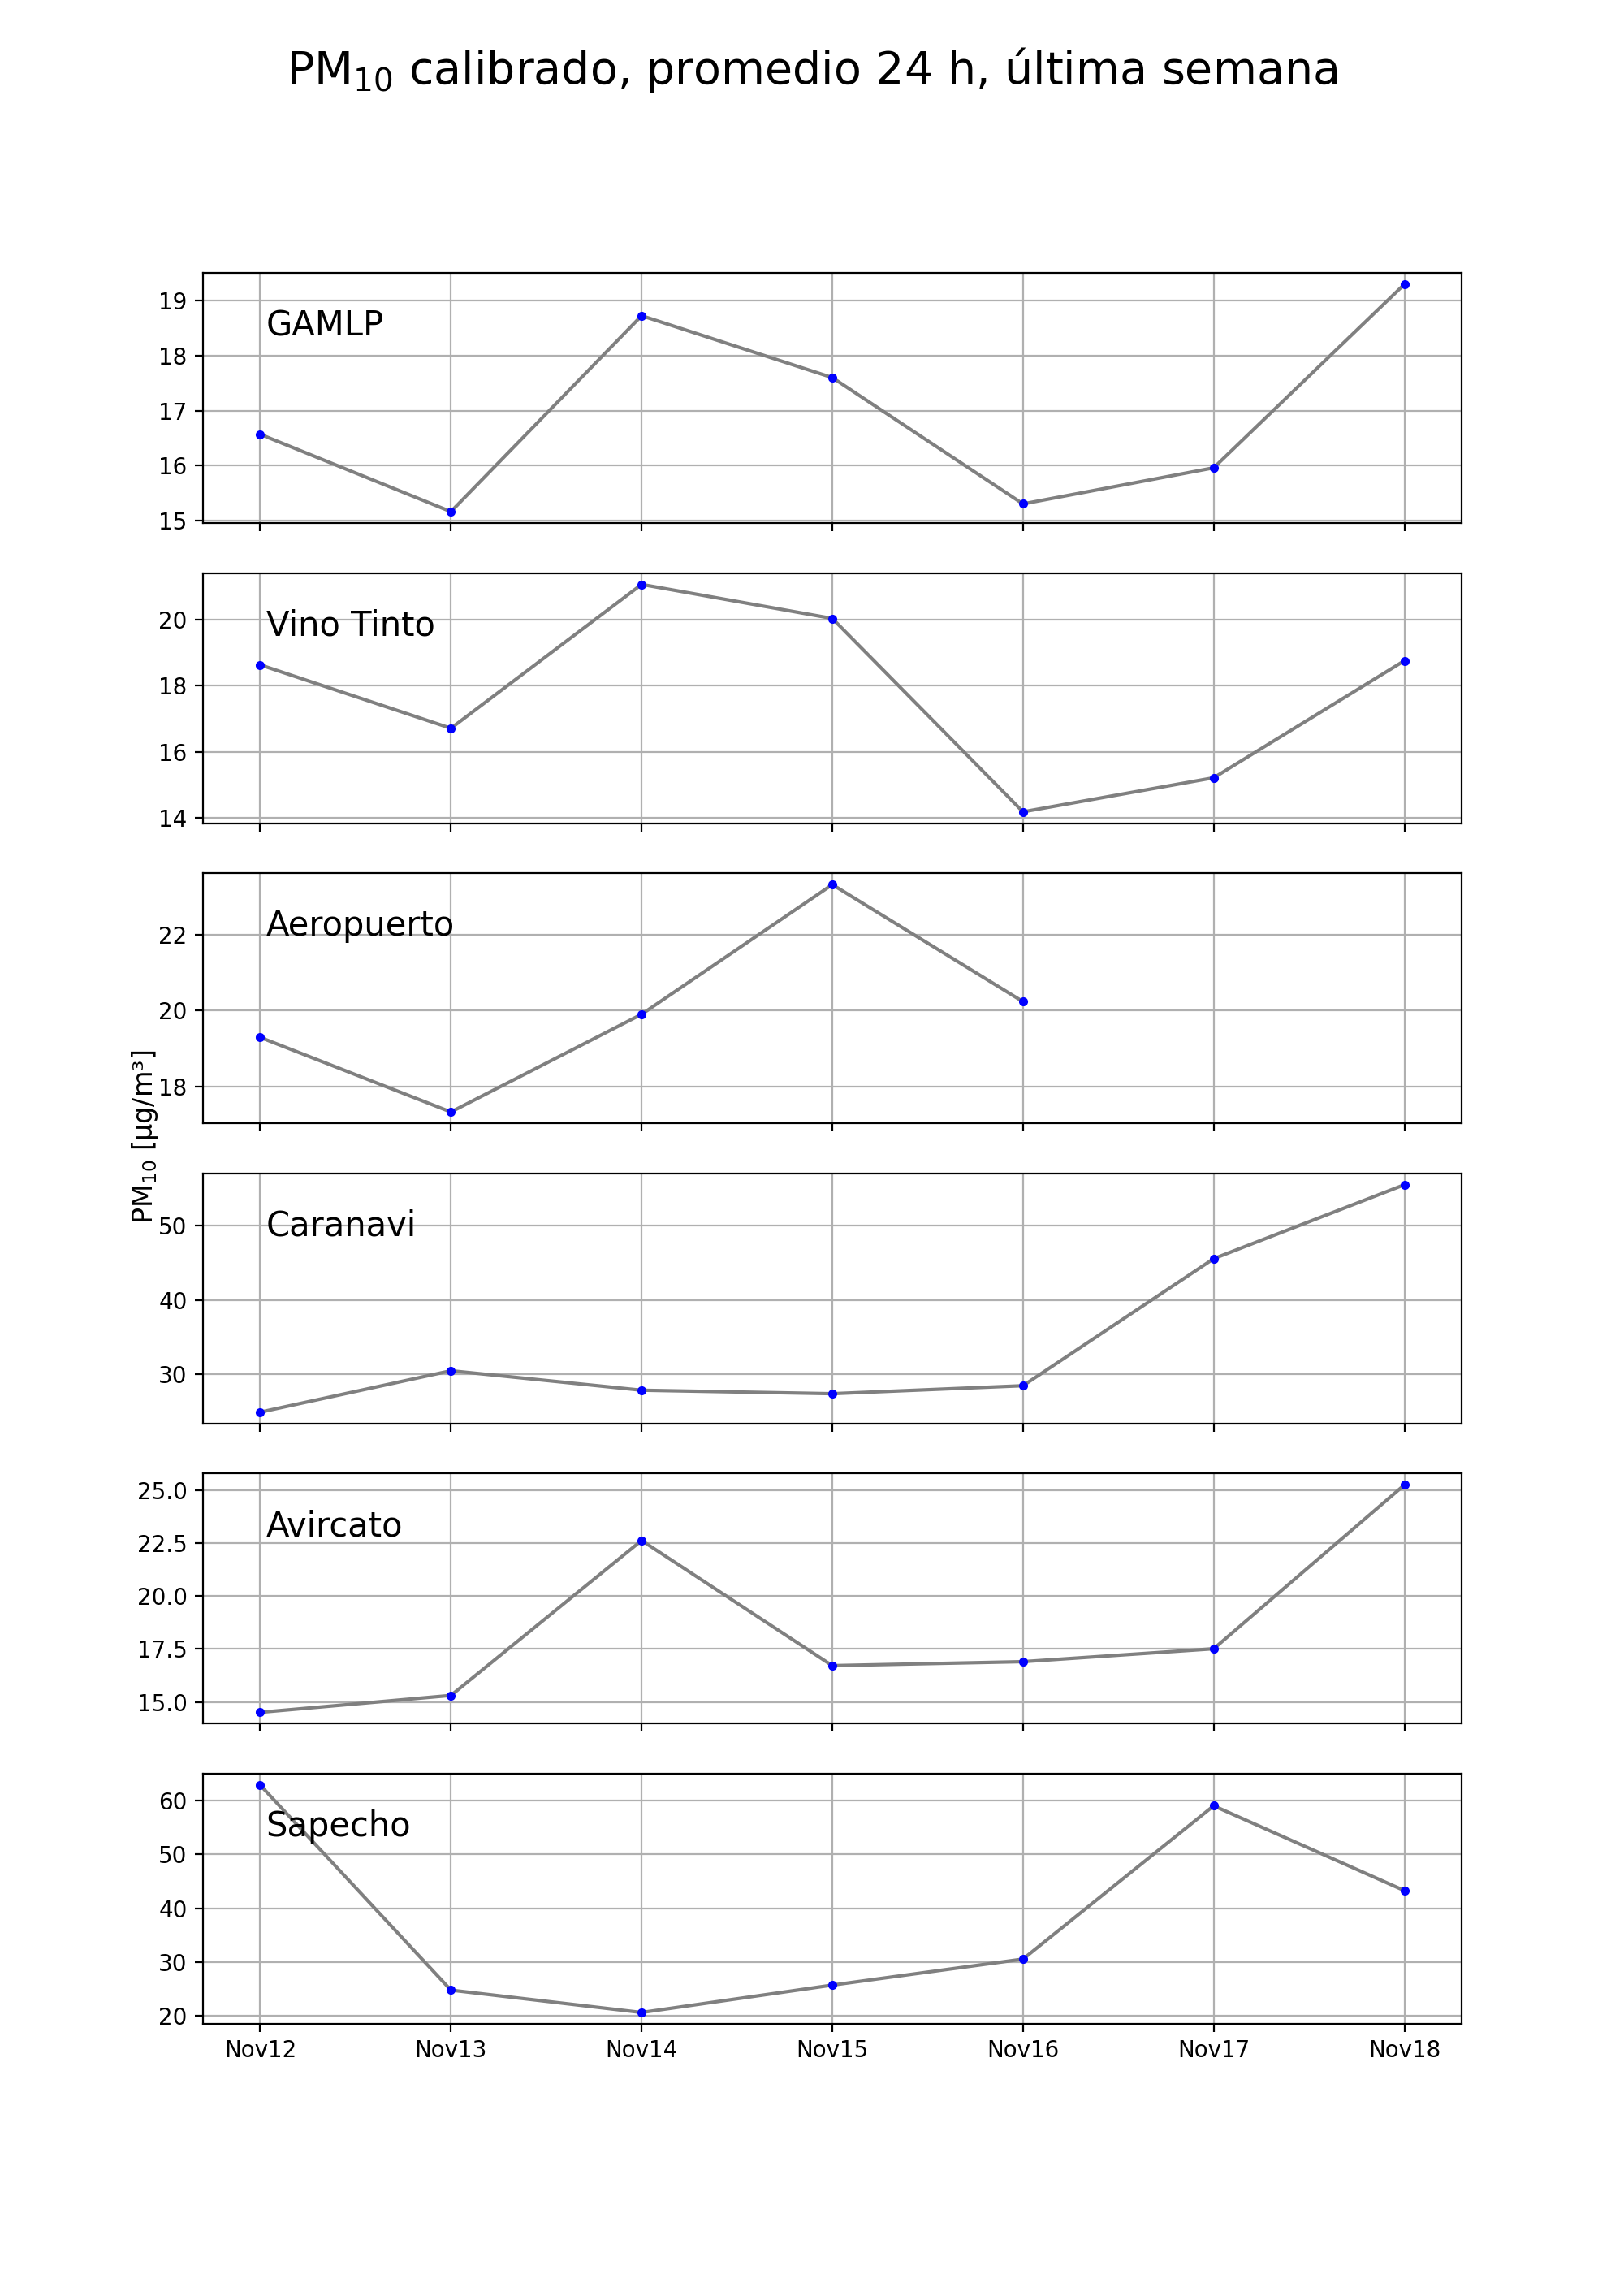 PM₁₀ calibrado, promedio 24 h, última semana
GAMLP
19
18
17
16
15
Vino Tinto
20
18
16
14
Aeropuerto
22
20
18
PM₁₀ [µg/m³]
Caranavi
50
40
30
Avircato
25.0
22.5
20.0
17.5
15.0
Sapecho
60
50
40
30
20
Nov12 Nov13 Nov14 Nov15 Nov16 Nov17 Nov18